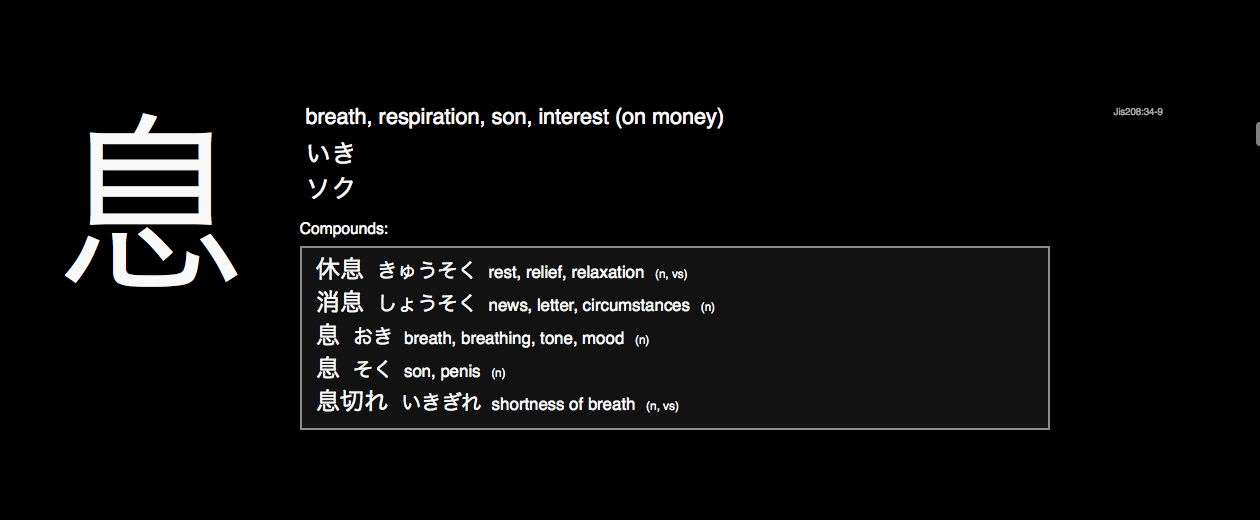 息
breath, respiration, son, interest (on money)
Jis208:34-9
いき
ソク
Compounds:
休息 きゅうそく rest, relief, relaxation (n, vs)
消息 しょうそく news, letter, circumstances (n)
息 おき breath, breathing, tone, mood (n)
息 そく son, penis (n)
息切れ いきぎれ shortness of breath (n, vs)